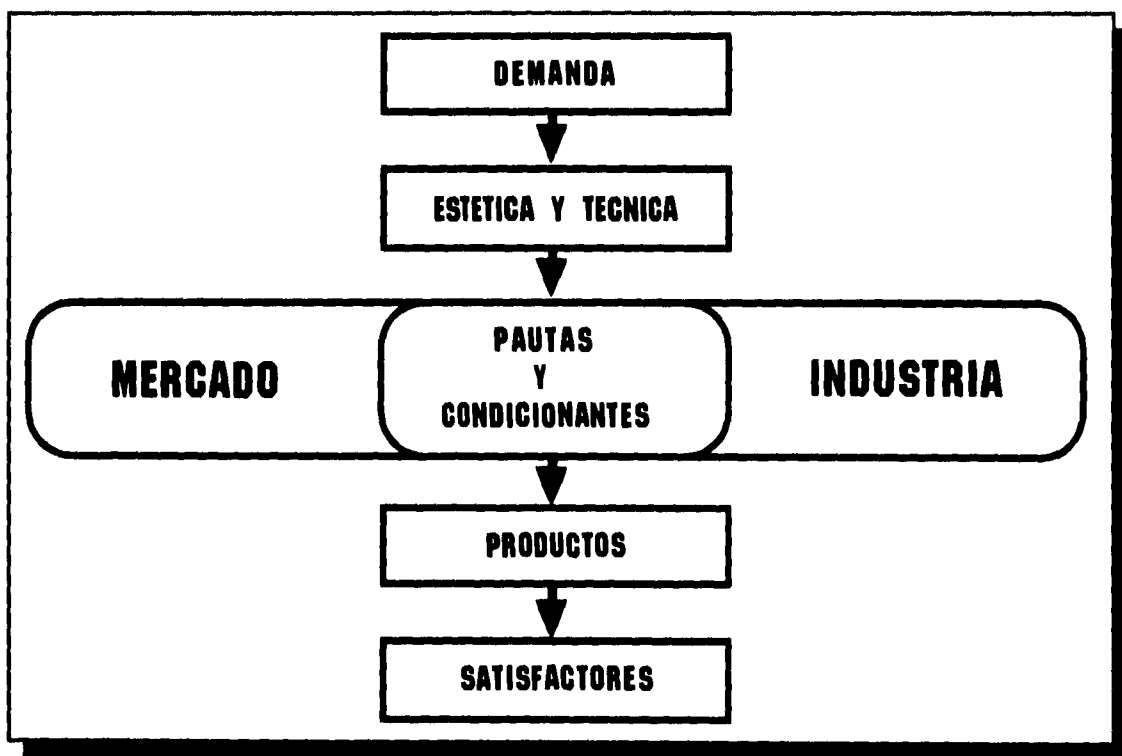 DEMANDA
ESTETICA Y TECNICA
MERCADO
PAUTAS
Y
CONDICIONANTES
INDUSTRIA
PRODUCTOS
SATISFACTORES